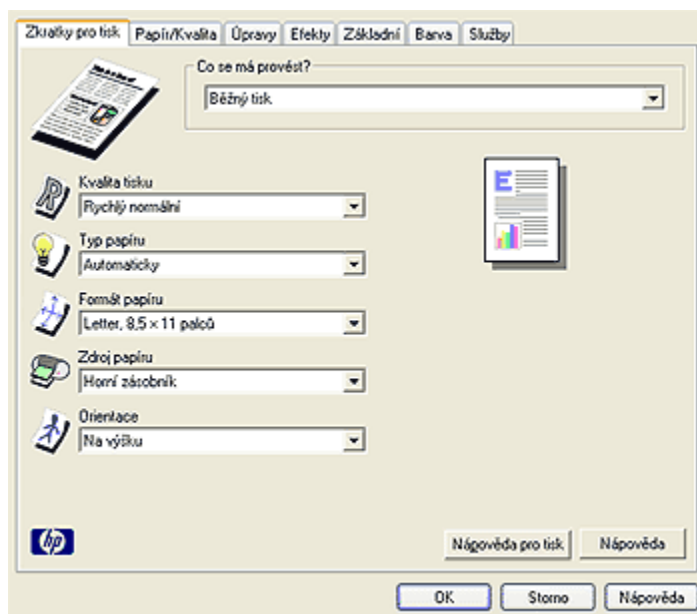 Zkratky pro tisk Papír/Kvalita Úpravy Efekty Základní Barva Služby
Co se má provést?
Běžný tisk
Kvalita tisku
Rychlý normální
Typ papíru
Automaticky
Formát papíru
Letter, 8,5 × 11 palců
Zdroj papíru
Horní zásobník
Orientace
Na výšku
hp
Nápověda pro tisk Nápověda
OK Storno Nápověda